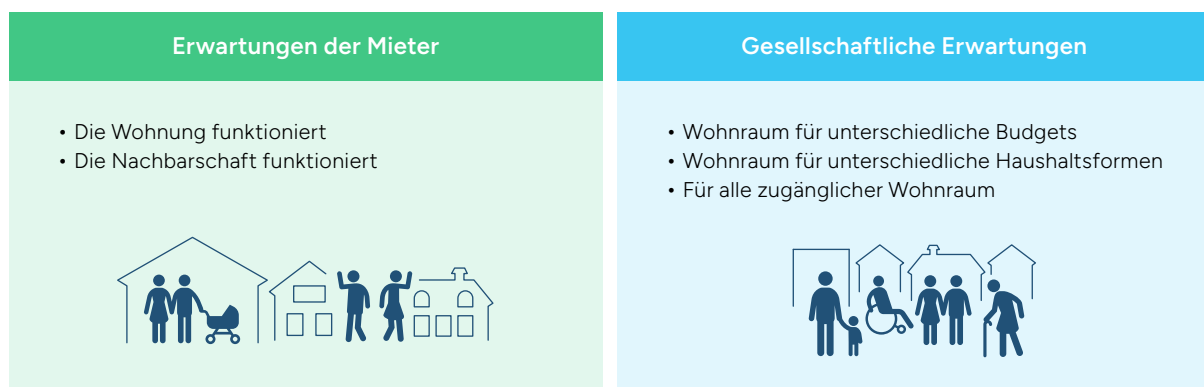 Erwartungen der Mieter
• Die Wohnung funktioniert
• Die Nachbarschaft funktioniert
Gesellschaftliche Erwartungen
• Wohnraum für unterschiedliche Budgets
• Wohnraum für unterschiedliche Haushaltsformen
• Für alle zugänglicher Wohnraum